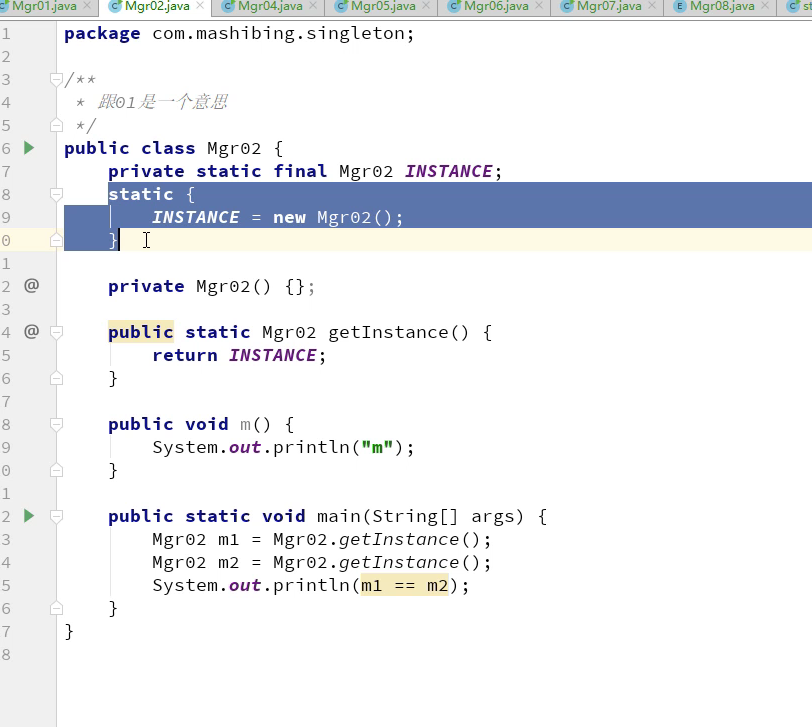 Mgr01.java Mgr02.java Mgr04.java Mgr05.java Mgr06.java Mgr07.java Mgr08.java st
1 package com.mashibing.singleton;
2
3 /**
4 * 跟01是一个意思
5 */
6 public class Mgr02 {
7 private static final Mgr02 INSTANCE;
8 static {
9 INSTANCE = new Mgr02();
0 }
1
2 @ private Mgr02() {};
3
4 @ public static Mgr02 getInstance() {
5 return INSTANCE;
6 }
7
8 public void m() {
9 System.out.println("m");
0 }
1
2 public static void main(String[] args) {
3 Mgr02 m1 = Mgr02.getInstance();
4 Mgr02 m2 = Mgr02.getInstance();
5 System.out.println(m1 == m2);
6 }
7 }
8